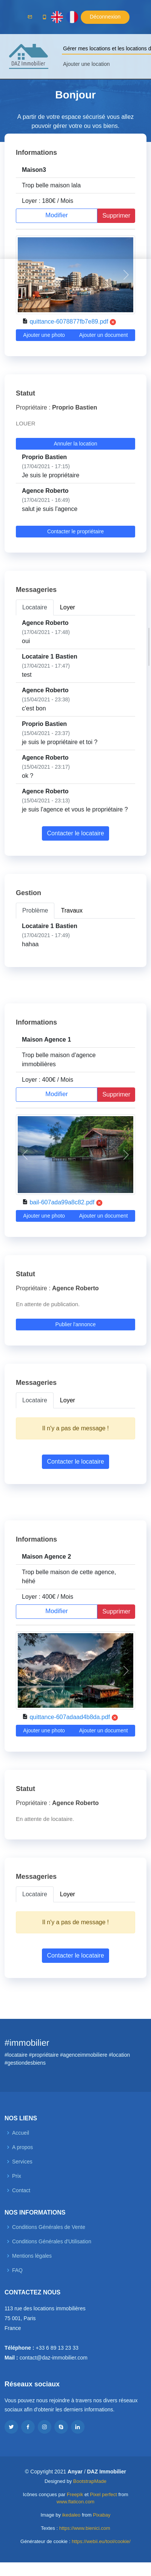 Déconnexion
DAZ Immobilier
Gérer mes locations et les locations d
Ajouter une location
Bonjour
A partir de votre espace sécurisé vous allez
pouvoir gérer votre ou vos biens.
Informations
Maison3
Trop belle maison lala
Loyer : 180€ / Mois
Modifier
Supprimer
quittance-6078877fb7e89.pdf
Ajouter une photo
Ajouter un document
Statut
Propriétaire : Proprio Bastien
LOUER
Annuler la location
Proprio Bastien
(17/04/2021 - 17:15)
Je suis le propriétaire
Agence Roberto
(17/04/2021 - 16:49)
salut je suis l'agence
Contacter le propriétaire
Messageries
Locataire
Loyer
Agence Roberto
(17/04/2021 - 17:48)
oui
Locataire 1 Bastien
(17/04/2021 - 17:47)
test
Agence Roberto
(15/04/2021 - 23:38)
c'est bon
Proprio Bastien
(15/04/2021 - 23:37)
je suis le propriétaire et toi ?
Agence Roberto
(15/04/2021 - 23:17)
ok ?
Agence Roberto
(15/04/2021 - 23:13)
je suis l'agence et vous le propriétaire ?
Contacter le locataire
Gestion
Problème
Travaux
Locataire 1 Bastien
(17/04/2021 - 17:49)
hahaa
Informations
Maison Agence 1
Trop belle maison d'agence
immobilières
Loyer : 400€ / Mois
Modifier
Supprimer
bail-607ada99a8c82.pdf
Ajouter une photo
Ajouter un document
Statut
Propriétaire : Agence Roberto
En attente de publication.
Publier l'annonce
Messageries
Locataire
Loyer
Il n'y a pas de message !
Contacter le locataire
Informations
Maison Agence 2
Trop belle maison de cette agence,
héhé
Loyer : 400€ / Mois
Modifier
Supprimer
quittance-607adaad4b9da.pdf
Ajouter une photo
Ajouter un document
Statut
Propriétaire : Agence Roberto
En attente de locataire.
Messageries
Locataire
Loyer
Il n'y a pas de message !
Contacter le locataire
#immobilier
#locataire #propriétaire #agenceimmobiliere #location
#gestiondesbiens
NOS LIENS
Accueil
A propos
Services
Prix
Contact
NOS INFORMATIONS
Conditions Générales de Vente
Conditions Générales d'Utilisation
Mentions légales
FAQ
CONTACTEZ NOUS
113 rue des locations immobilières
75 001, Paris
France
Téléphone : +33 6 89 13 23 33
Mail : contact@daz-immobilier.com
Réseaux sociaux
Vous pouvez nous rejoindre à travers nos divers réseaux
sociaux afin d'obtenir les dernières informations.
© Copyright 2021 Anyar / DAZ Immobilier
Designed by BootstrapMade
Icônes conçues par Freepik et Pixel perfect from
www.flaticon.com
Textes : https://www.bienici.com